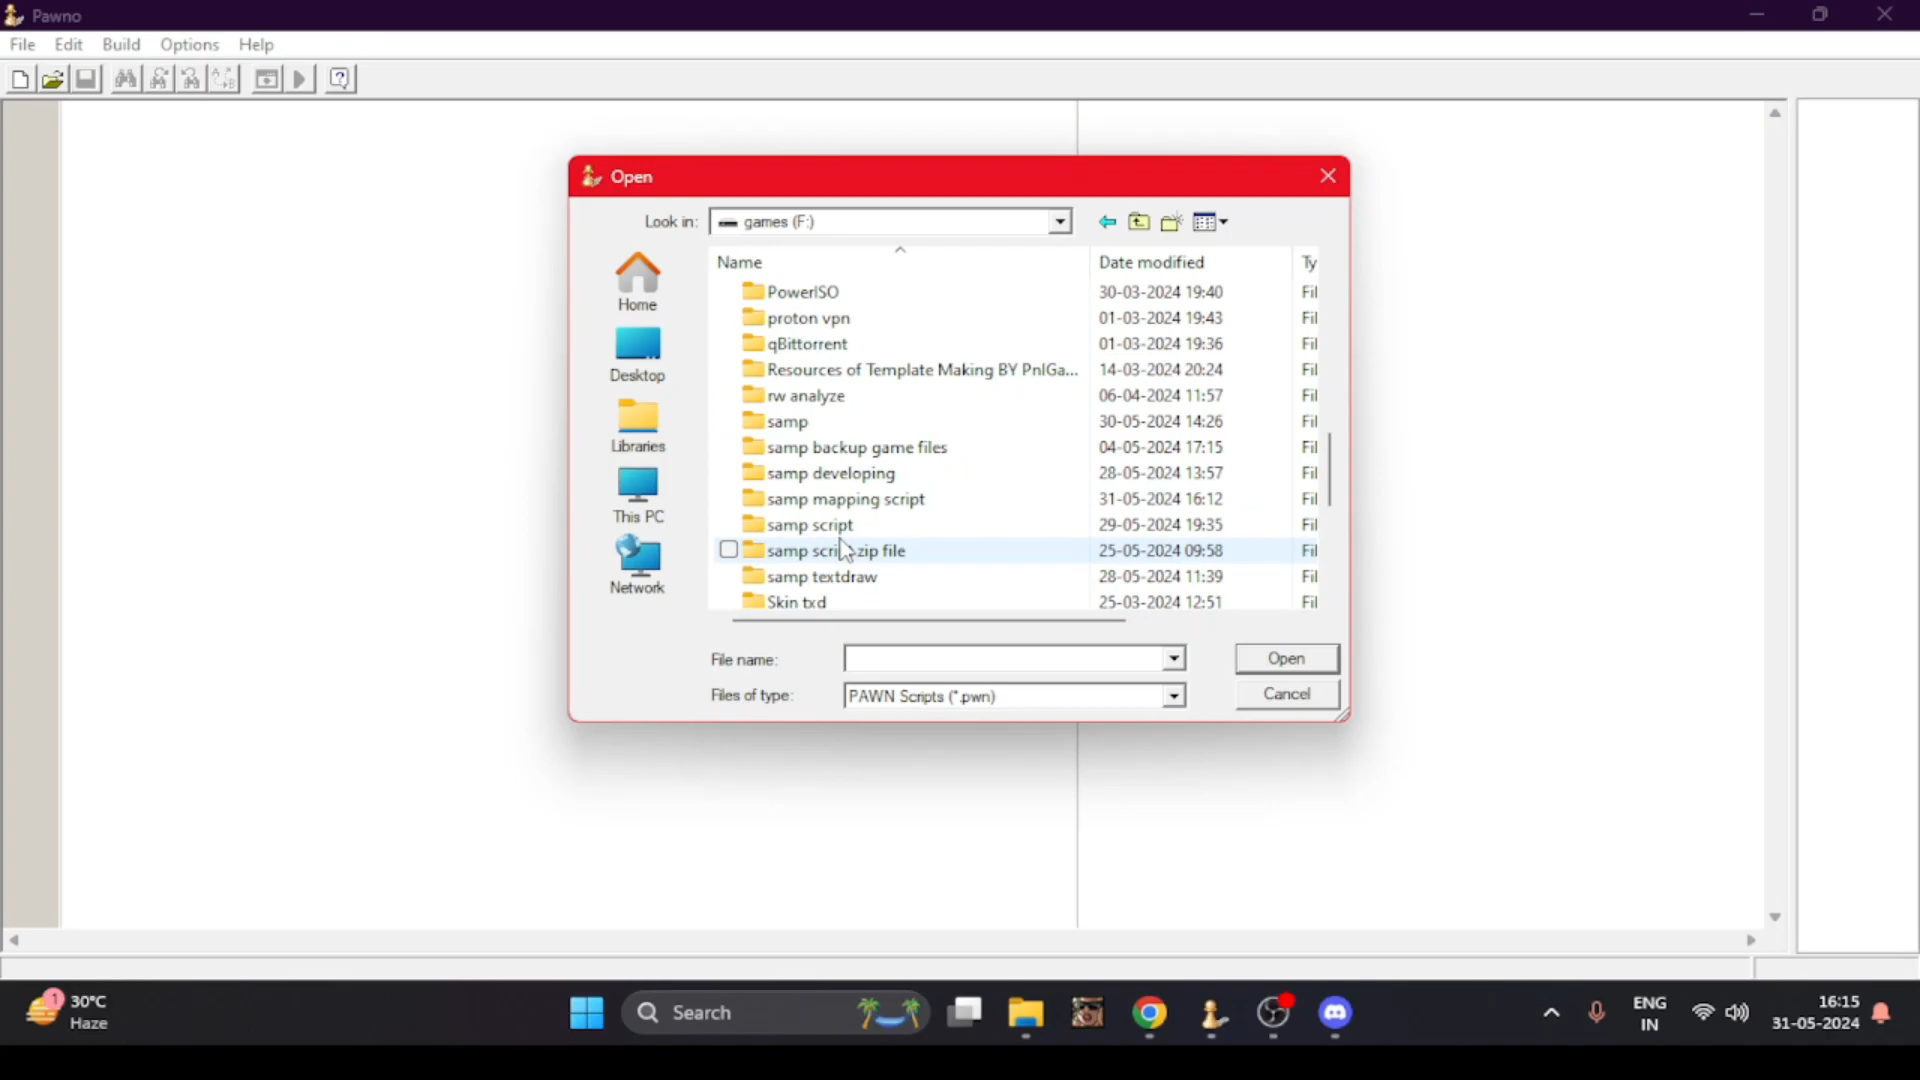 Pawno
File Edit Build Options Help
Open
Look in: games (F:)
Name Date modified Ty
PowerISO 30-03-2024 19:40 Fil
proton vpn 01-03-2024 19:43 Fil
qBittorrent 01-03-2024 19:36 Fil
Resources of Template Making BY PnlGa... 14-03-2024 20:24 Fil
rw analyze 06-04-2024 11:57 Fil
samp 30-05-2024 14:26 Fil
samp backup game files 04-05-2024 17:15 Fil
samp developing 28-05-2024 13:57 Fil
samp mapping script 31-05-2024 16:12 Fil
samp script 29-05-2024 19:35 Fil
samp script zip file 25-05-2024 09:58 Fil
samp textdraw 28-05-2024 11:39 Fil
Skin txd 25-03-2024 12:51 Fil
Home
Desktop
Libraries
This PC
Network
File name: Open
Files of type: PAWN Scripts (*.pwn) Cancel
1
30°C
Haze
Search
ENG
IN
16:15
31-05-2024